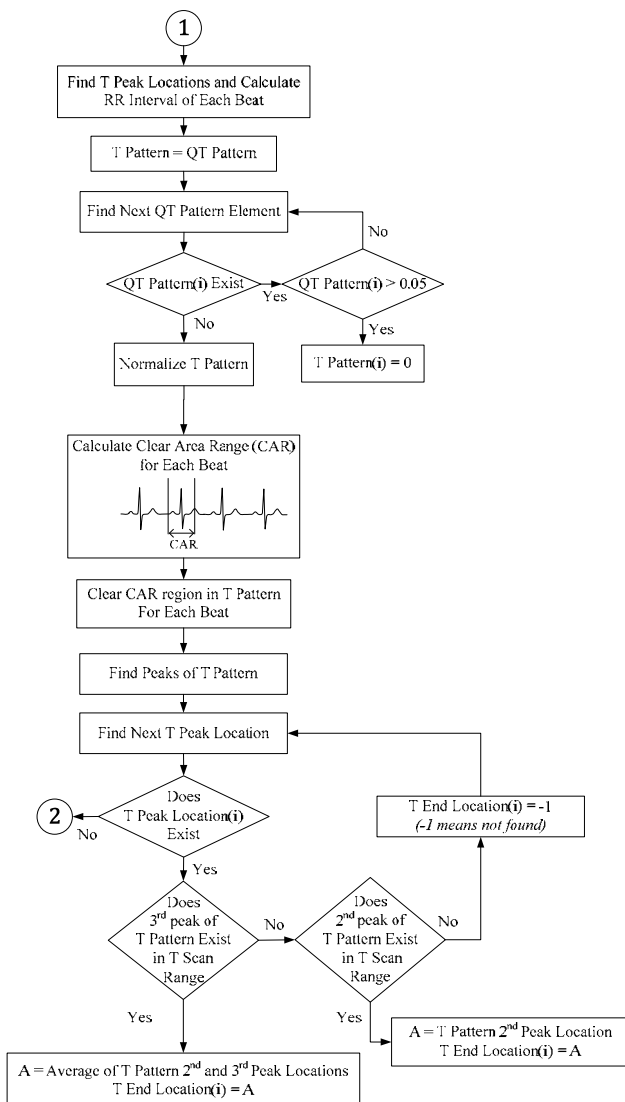 1
Find T Peak Locations and Calculate
RR Interval of Each Beat
T Pattern = QT Pattern
Find Next QT Pattern Element
No
QT Pattern(i) Exist
Yes
QT Pattern(i) > 0.05
No
Yes
Normalize T Pattern
T Pattern(i) = 0
Calculate Clear Area Range (CAR)
for Each Beat
CAR
Clear CAR region in T Pattern
For Each Beat
Find Peaks of T Pattern
Find Next T Peak Location
Does
T Peak Location(i)
Exist
2
No
T End Location(i) = -1
(-1 means not found)
Yes
Does
3rd peak of
T Pattern Exist
in T Scan
Range
No
Does
2nd peak of
T Pattern Exist
in T Scan
Range
No
Yes
Yes
A = T Pattern 2nd Peak Location
T End Location(i) = A
A = Average of T Pattern 2nd and 3rd Peak Locations
T End Location(i) = A